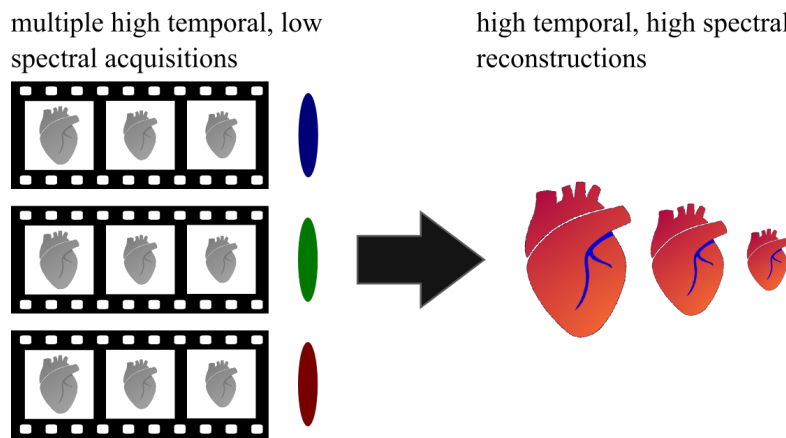 multiple high temporal, low
spectral acquisitions
high temporal, high spectral
reconstructions